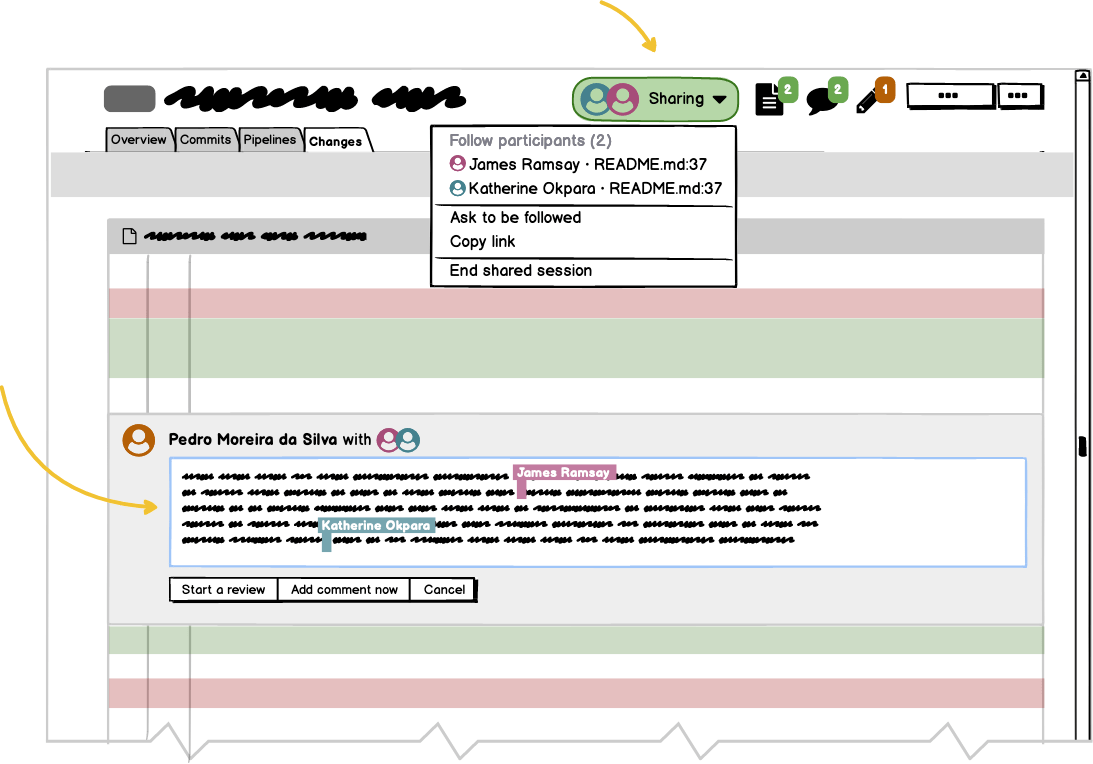 Sharing
2
2
1
Overview
Commits
Pipelines
Changes
Follow participants (2)
James Ramsay · README.md:37
Katherine Okpara · README.md:37
Ask to be followed
Copy link
End shared session
Pedro Moreira da Silva with
James Ramsay
Katherine Okpara
Start a review
Add comment now
Cancel